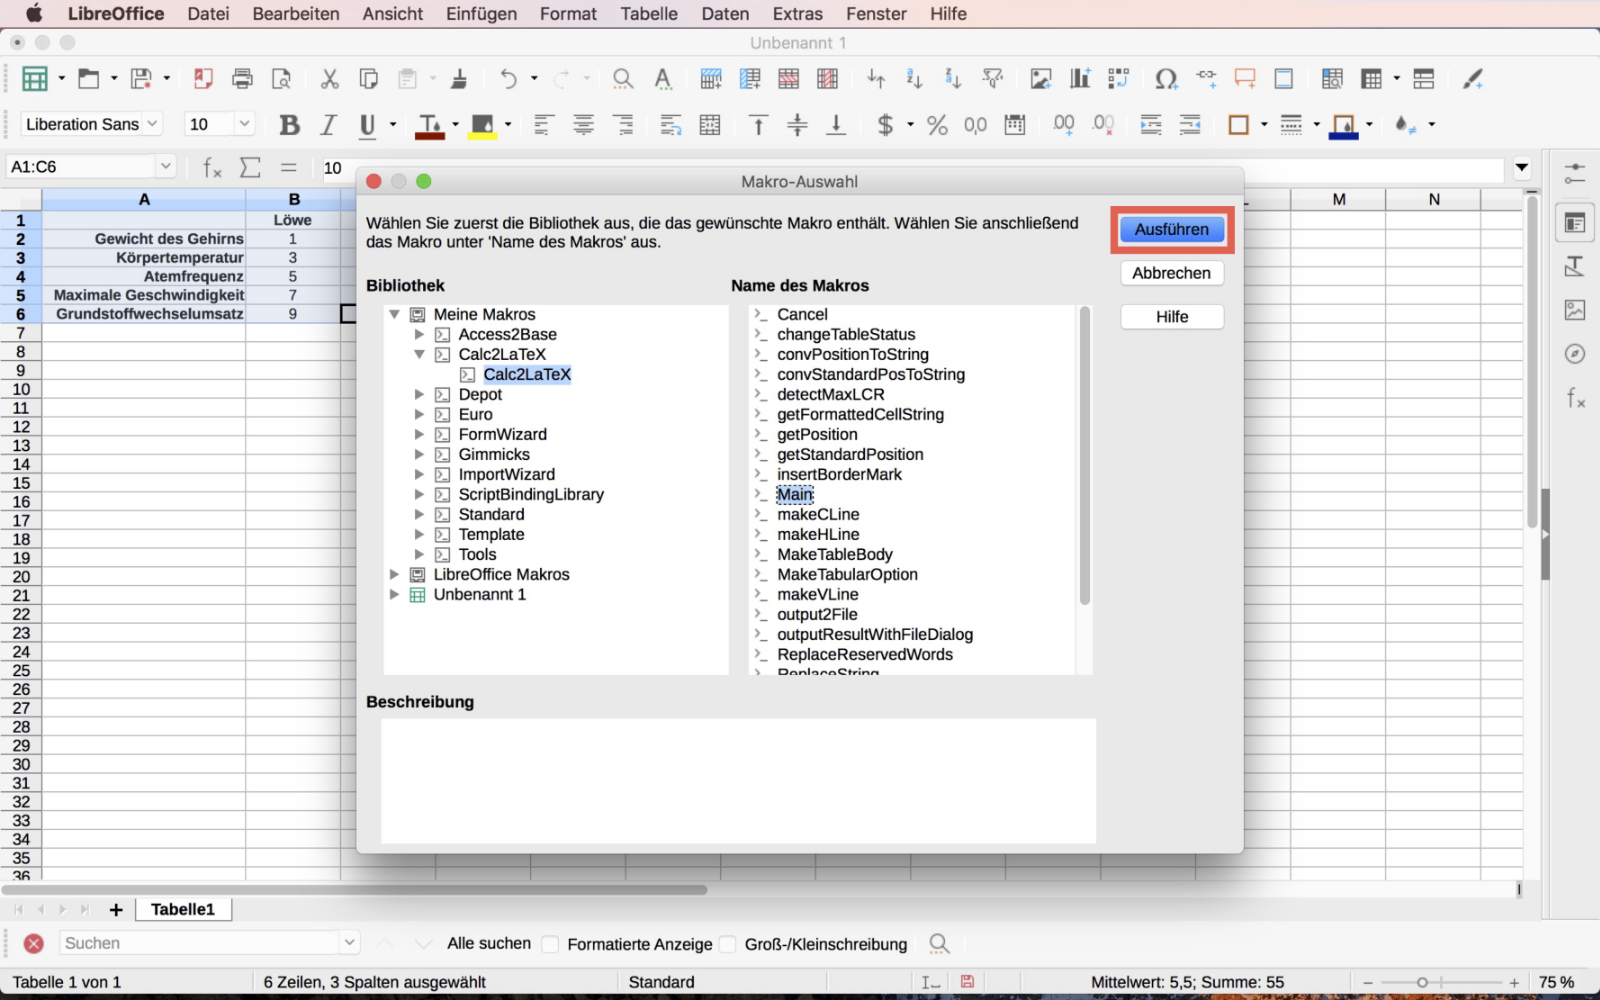 LibreOffice Datei Bearbeiten Ansicht Einfügen Format Tabelle Daten Extras Fenster Hilfe
Unbenannt 1
Liberation Sans 10
A1:C6 10
Makro-Auswahl
Wählen Sie zuerst die Bibliothek aus, die das gewünschte Makro enthält. Wählen Sie anschließend
das Makro unter 'Name des Makros' aus.
Ausführen
Abbrechen
Hilfe
Bibliothek
Meine Makros
Access2Base
Calc2LaTeX
Calc2LaTeX
Depot
Euro
FormWizard
Gimmicks
ImportWizard
ScriptBindingLibrary
Standard
Template
Tools
LibreOffice Makros
Unbenannt 1
Name des Makros
Cancel
changeTableStatus
convPositionToString
convStandardPosToString
detectMaxLCR
getFormattedCellString
getPosition
getStandardPosition
insertBorderMark
Main
makeCLine
makeHLine
MakeTableBody
MakeTabularOption
makeVLine
output2File
outputResultWithFileDialog
ReplaceReservedWords
ReplaceString
Beschreibung
A B M N
1 Löwe
2 Gewicht des Gehirns 1
3 Körpertemperatur 3
4 Atemfrequenz 5
5 Maximale Geschwindigkeit 7
6 Grundstoffwechselumsatz 9
7
8
9
10
11
12
13
14
15
16
17
18
19
20
21
22
23
24
25
26
27
28
29
30
31
32
33
34
35
36
Tabelle1
Suchen Alle suchen Formatierte Anzeige Groß-/Kleinschreibung
Tabelle 1 von 1 6 Zeilen, 3 Spalten ausgewählt Standard Mittelwert: 5,5; Summe: 55 75 %